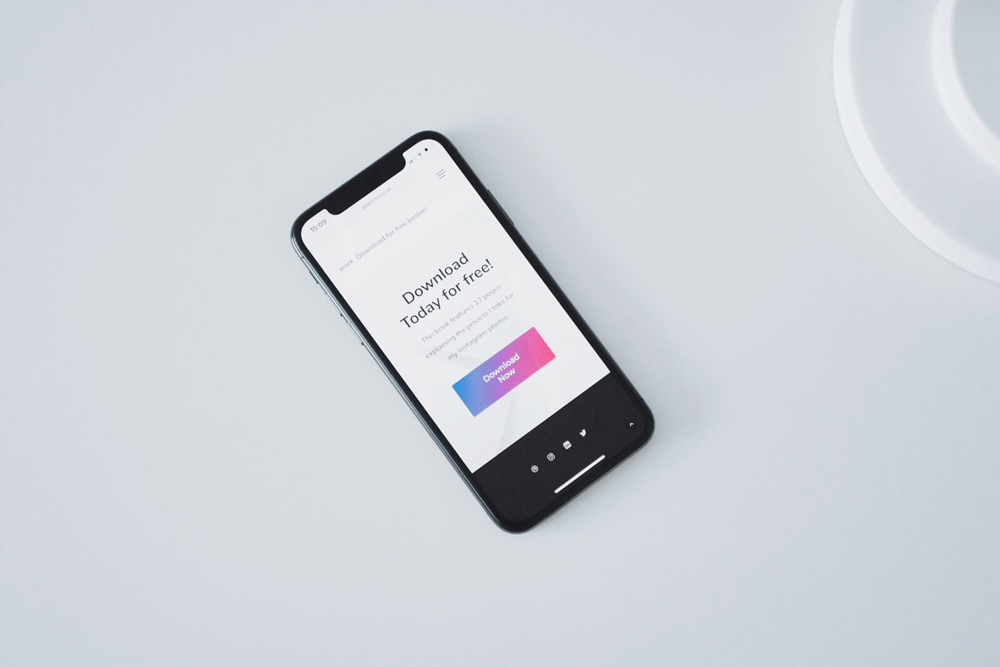 15:09
work. Download for free below!
Download
Today for free!
This book features 17 pages
explaining the process I take for
my Instagram photos.
Download
Now